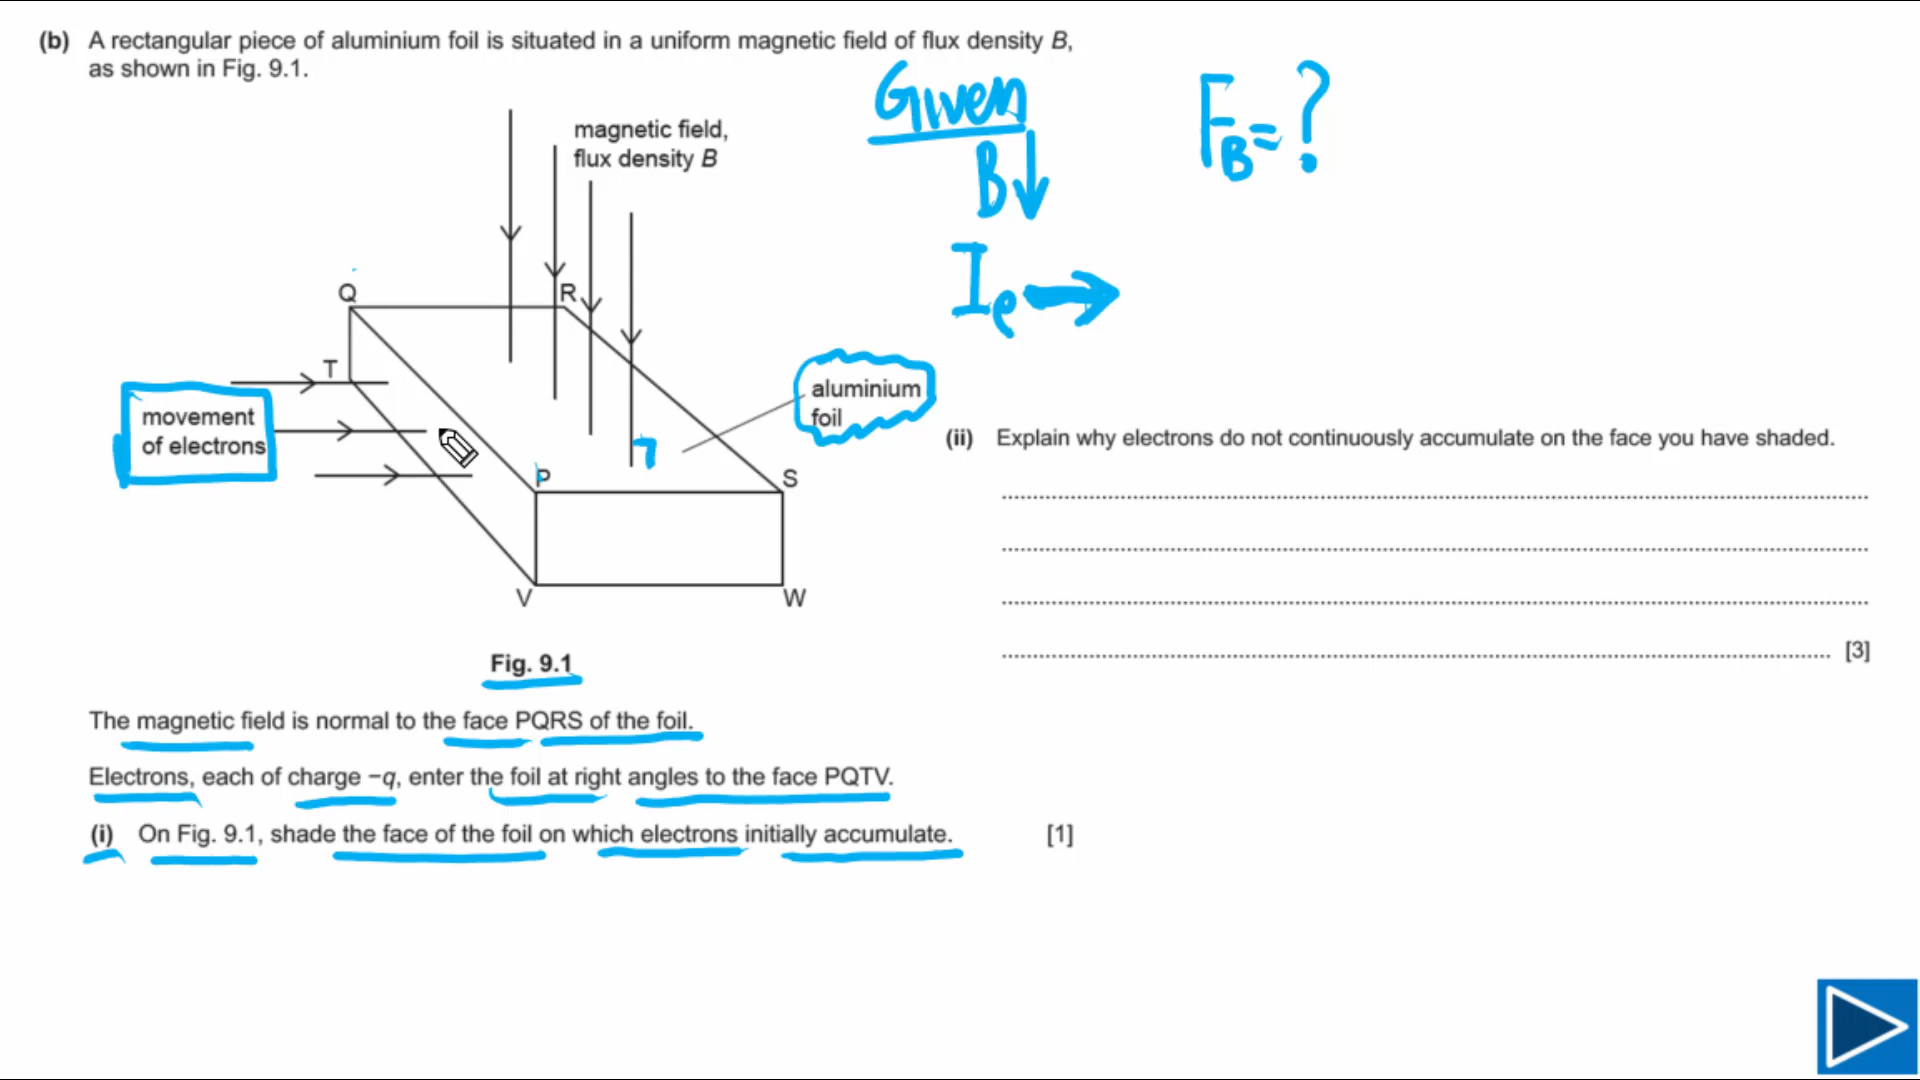 (b) A rectangular piece of aluminium foil is situated in a uniform magnetic field of flux density B,
as shown in Fig. 9.1.
Given
B
F_B = ?
I_e
magnetic field,
flux density B
Q
R
T
movement
of electrons
aluminium
foil
P
S
V
W
Fig. 9.1
The magnetic field is normal to the face PQRS of the foil.
Electrons, each of charge −q, enter the foil at right angles to the face PQTV.
(i) On Fig. 9.1, shade the face of the foil on which electrons initially accumulate. [1]
(ii) Explain why electrons do not continuously accumulate on the face you have shaded.
[3]